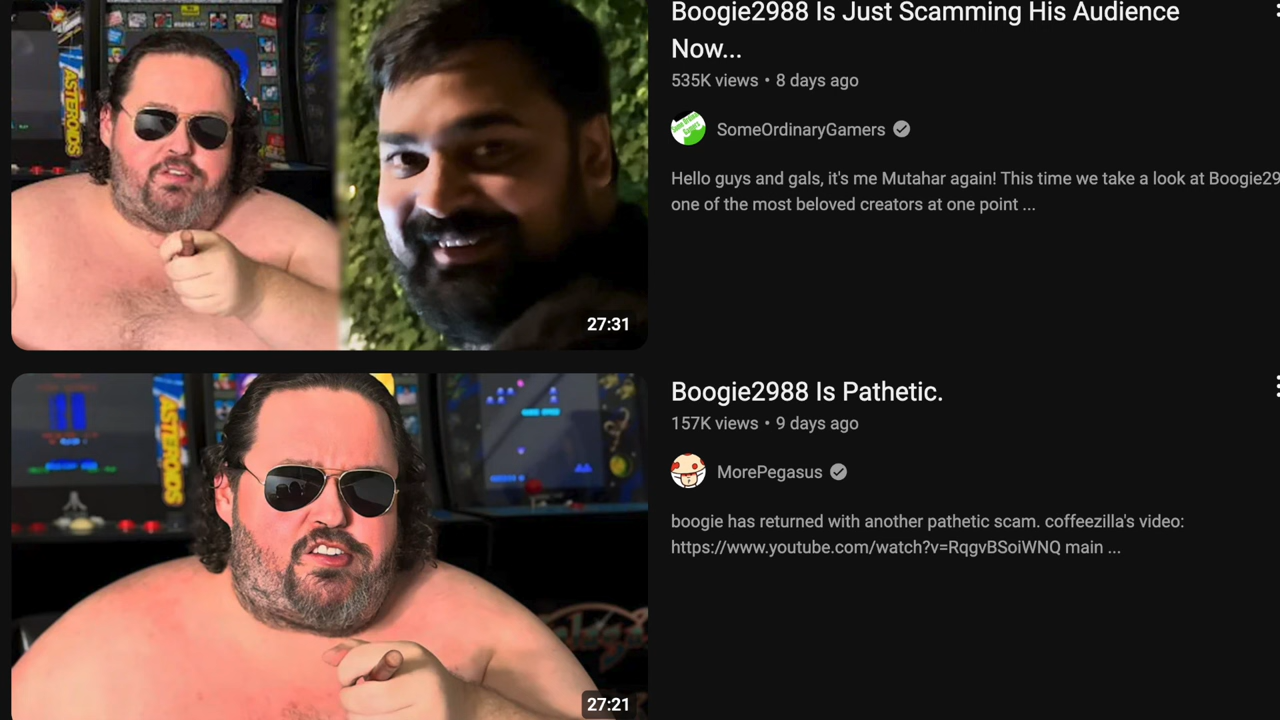 Boogie2988 Is Just Scamming His Audience
Now...
535K views • 8 days ago
SomeOrdinaryGamers
Hello guys and gals, it's me Mutahar again! This time we take a look at Boogie29
one of the most beloved creators at one point ...
ASTEROIDS
27:31
Boogie2988 Is Pathetic.
157K views • 9 days ago
MorePegasus
boogie has returned with another pathetic scam. coffeezilla's video:
https://www.youtube.com/watch?v=RqgvBSoiWNQ main ...
ASTEROIDS
27:21